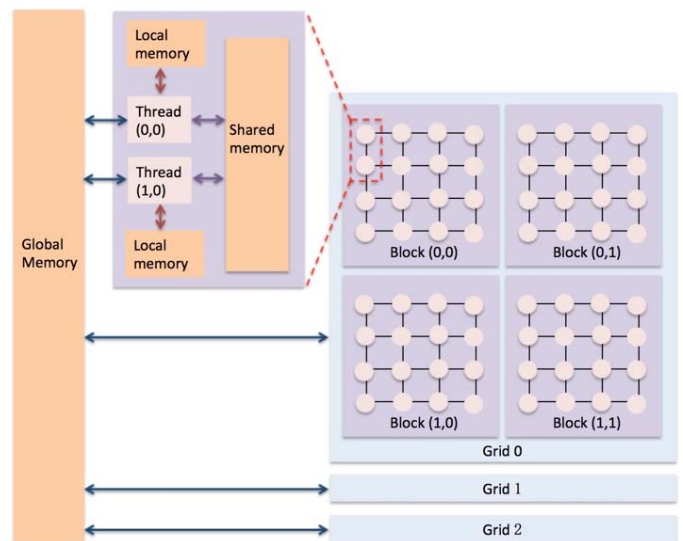 Local
memory
Thread
(0,0)
Shared
memory
Thread
(1,0)
Local
memory
Global
Memory
Block (0,0)
Block (0,1)
Block (1,0)
Block (1,1)
Grid 0
Grid 1
Grid 2